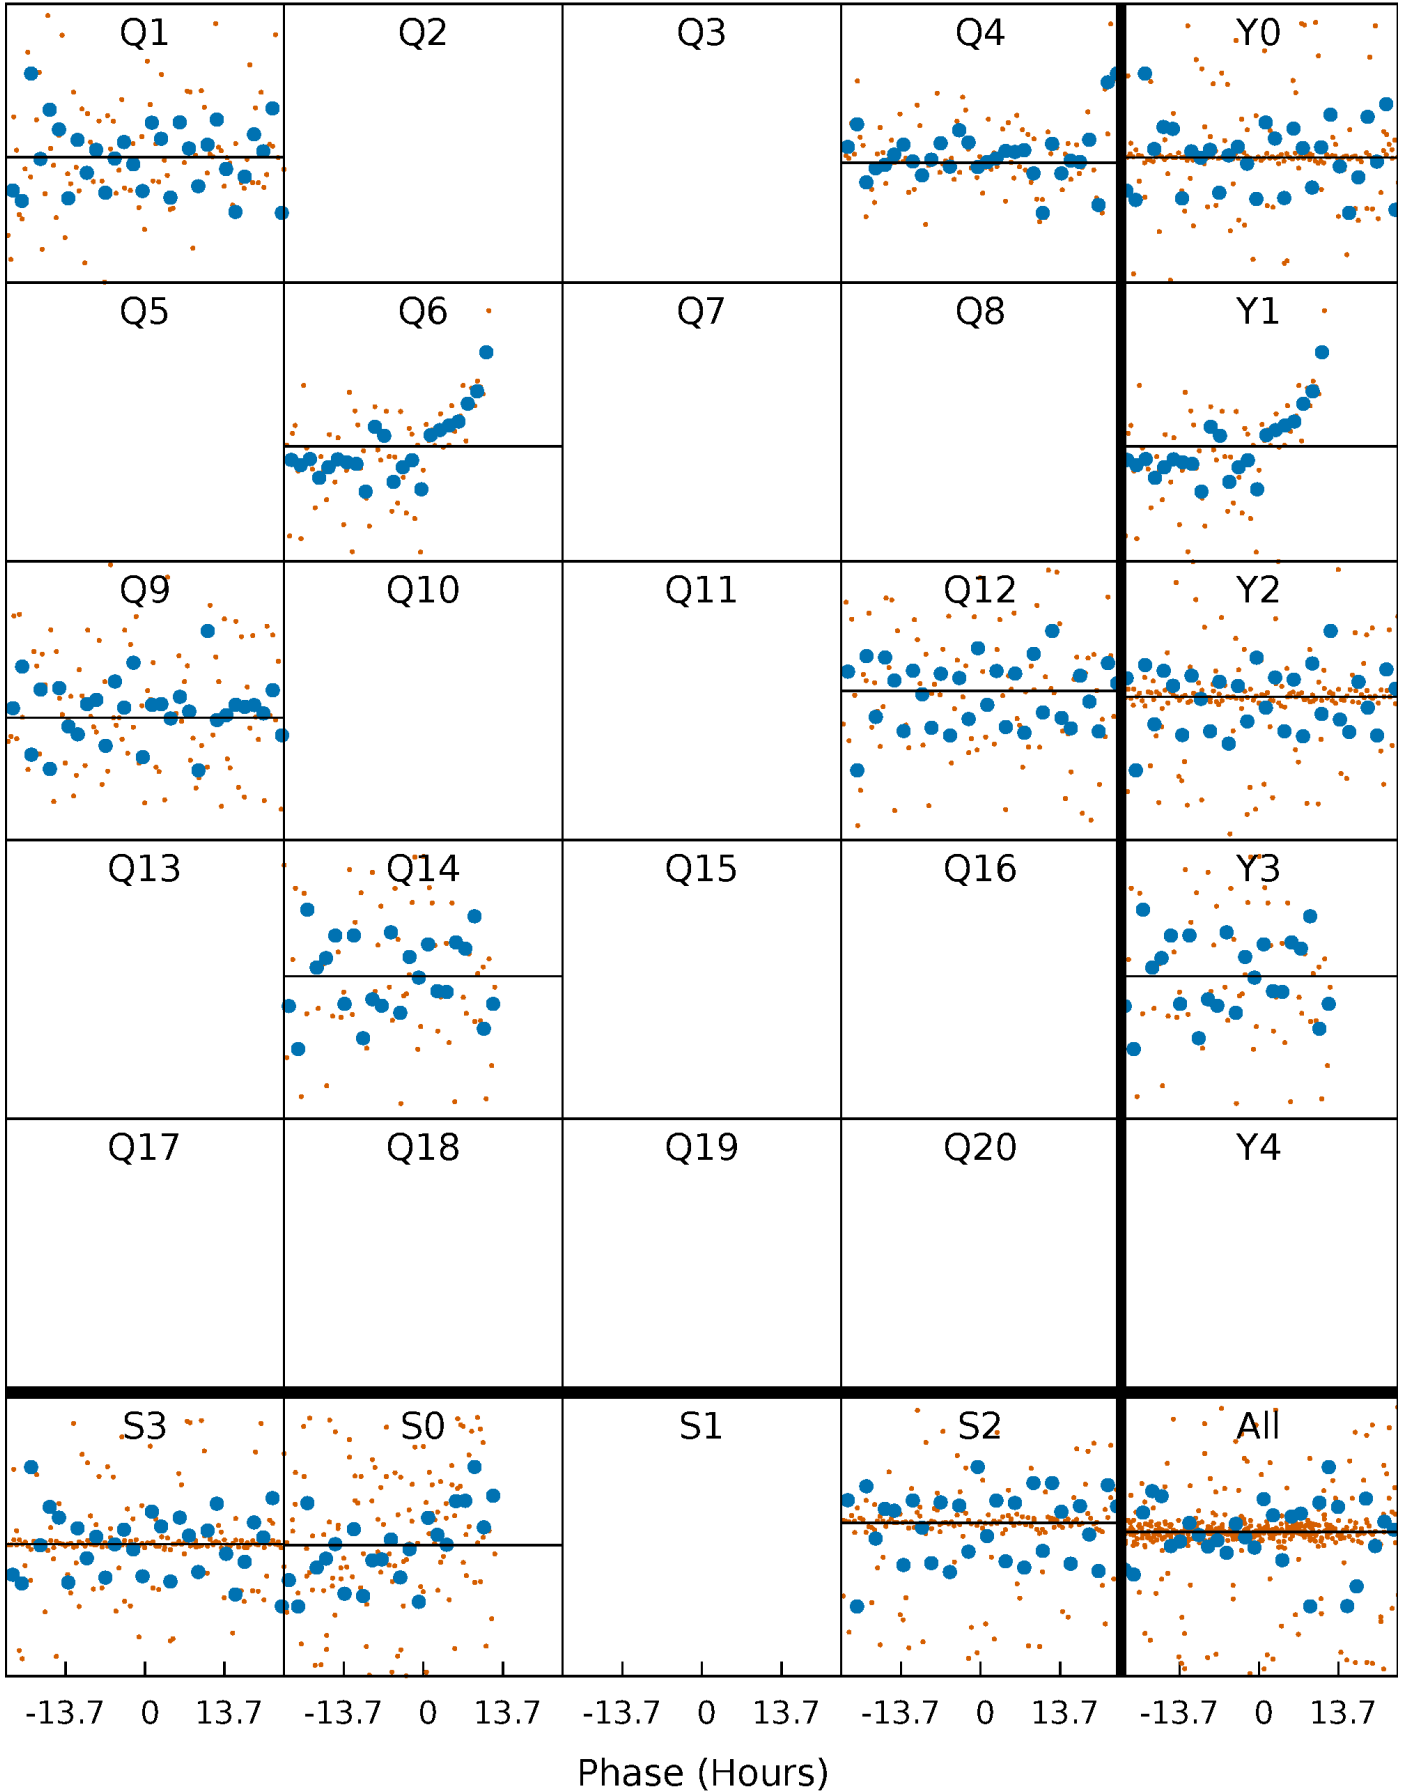 Q1 Q2 Q3 Q4 Y0
Q5 Q6 Q7 Q8 Y1
Q9 Q10 Q11 Q12 Y2
Q13 Q14 Q15 Q16 Y3
Q17 Q18 Q19 Q20 Y4
S3 S0 S1 S2 All
-13.7 0 13.7 -13.7 0 13.7 -13.7 0 13.7 -13.7 0 13.7 -13.7 0 13.7
Phase (Hours)